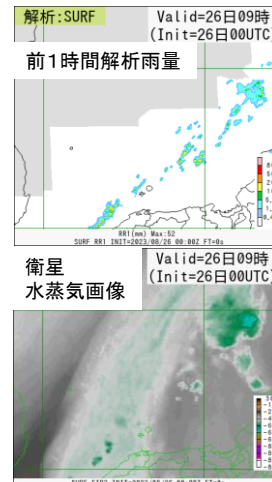 解析:SURF
Valid=26日09時
(Init=26日00UTC)
前１時間解析雨量
RR1(mm) Max:52
SURF RR1 INIT=2023/08/26 00:00Z FT=0s
衛星
水蒸気画像
Valid=26日09時
(Init=26日00UTC)